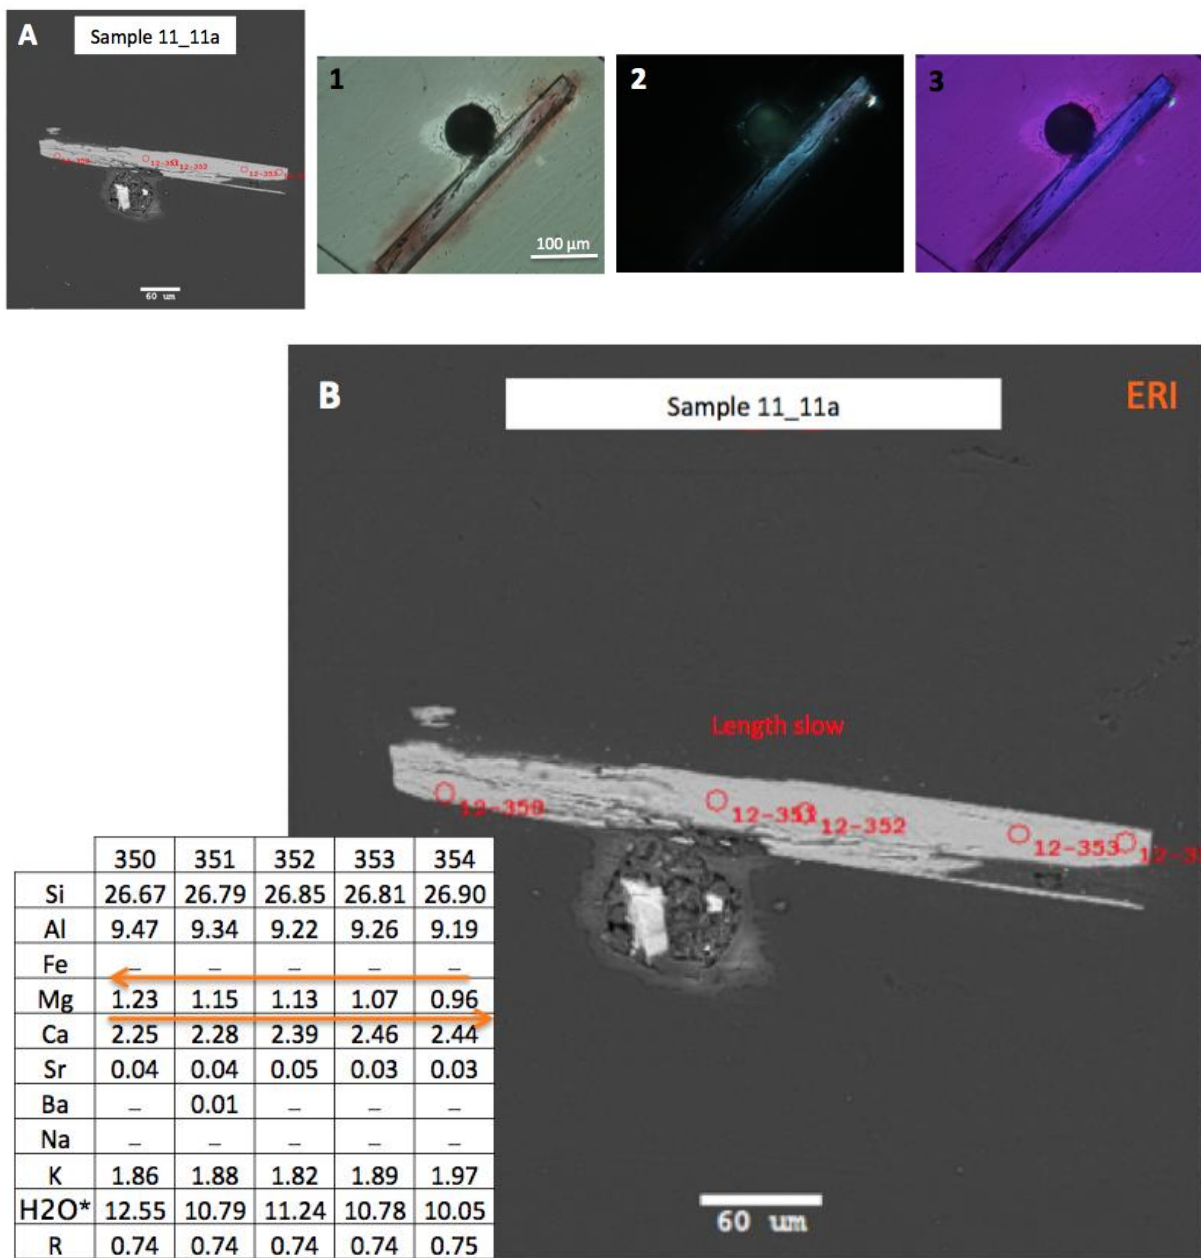 A
Sample 11_11a
12-350
12-351
12-352
12-353
60 um
1
100 µm
2
3
B
Sample 11_11a
ERI
Length slow
12-350
12-351
12-352
12-353
60 um
350 351 352 353 354
Si 26.67 26.79 26.85 26.81 26.90
Al 9.47 9.34 9.22 9.26 9.19
Fe – – – – –
Mg 1.23 1.15 1.13 1.07 0.96
Ca 2.25 2.28 2.39 2.46 2.44
Sr 0.04 0.04 0.05 0.03 0.03
Ba – 0.01 – – –
Na – – – – –
K 1.86 1.88 1.82 1.89 1.97
H2O* 12.55 10.79 11.24 10.78 10.05
R 0.74 0.74 0.74 0.74 0.75